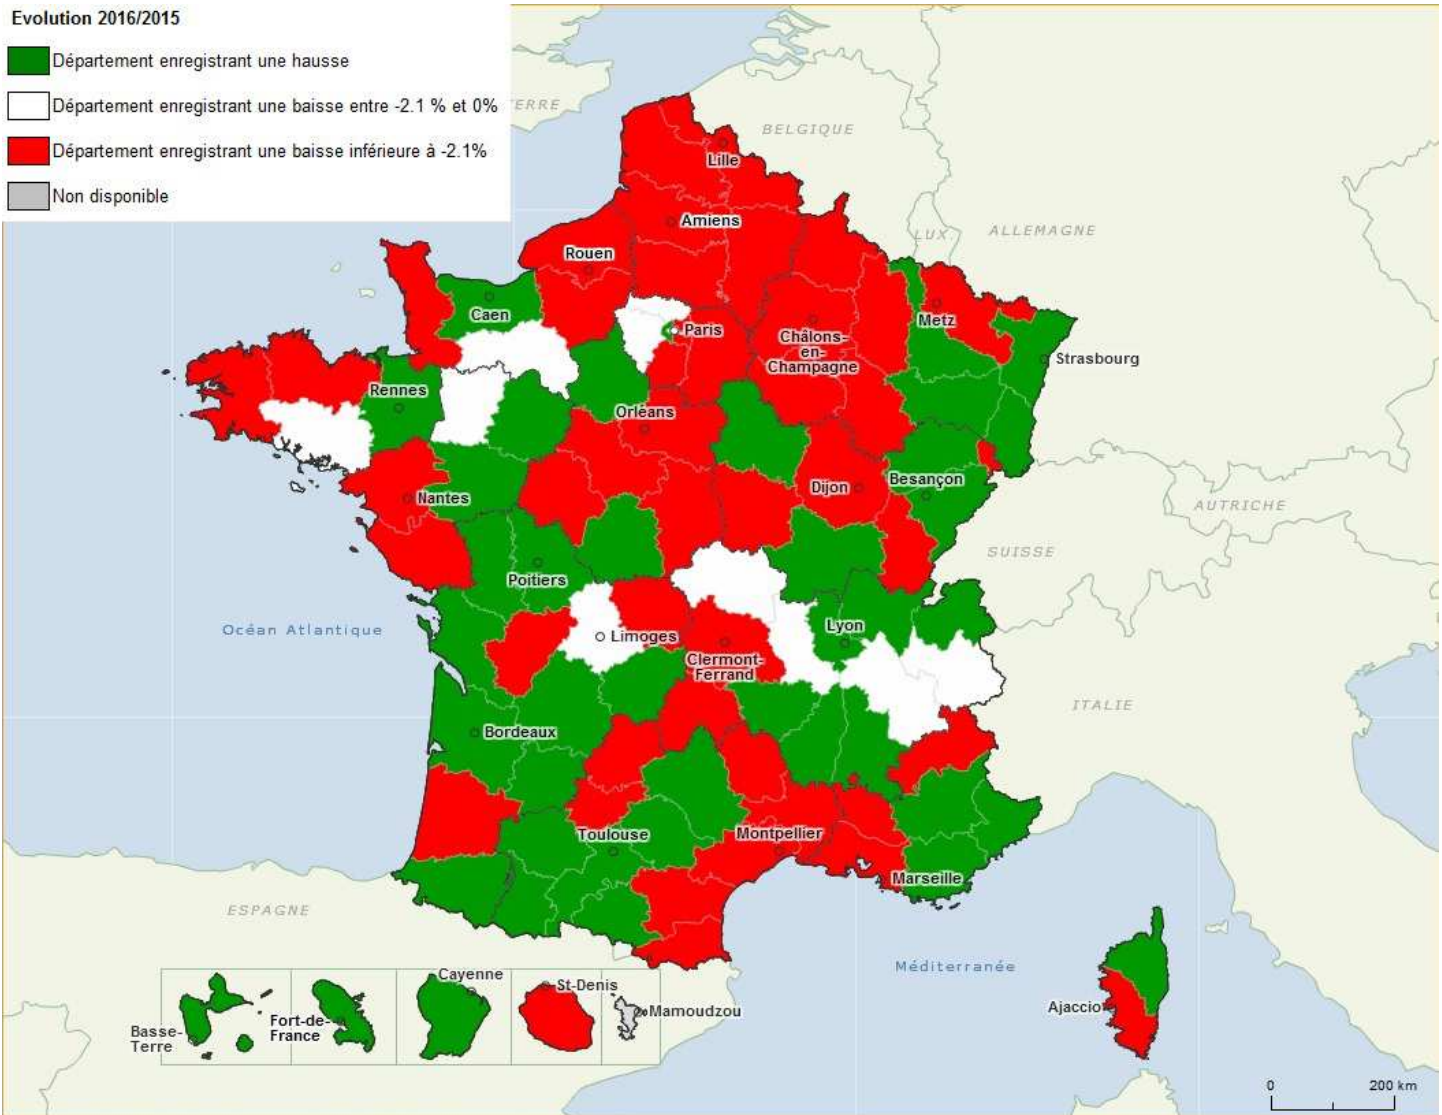 Evolution 2016/2015
Département enregistrant une hausse
Département enregistrant une baisse entre -2.1 % et 0%
Département enregistrant une baisse inférieure à -2.1%
Non disponible
TERRE
BELGIQUE
Lille
Amiens
LUX.
ALLEMAGNE
Rouen
Caen
Metz
Paris
Châlons-
en-
Champagne
Strasbourg
Rennes
Orléans
Dijon
Besançon
Nantes
AUTRICHE
SUISSE
Poitiers
Océan Atlantique
Limoges
Lyon
Clermont-
Ferrand
ITALIE
Bordeaux
Toulouse
Montpellier
Marseille
ESPAGNE
Méditerranée
Cayenne
St-Denis
Ajaccio
Mamoudzou
Basse-
Terre
Fort-de-
France
0 200 km